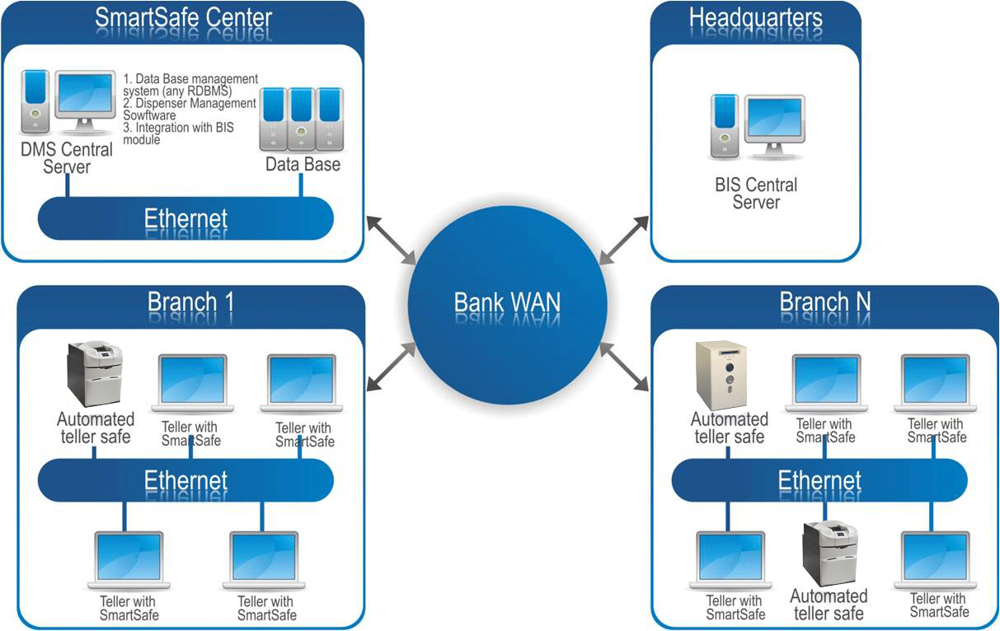 SmartSafe Center
1. Data Base management
system (any RDBMS)
2. Dispenser Management
Sowftware
3. Integration with BIS
module
DMS Central
Server
Data Base
Ethernet
Headquarters
BIS Central
Server
Bank WAN
Branch 1
Automated
teller safe
Teller with
SmartSafe
Teller with
SmartSafe
Ethernet
Teller with
SmartSafe
Teller with
SmartSafe
Branch N
Automated
teller safe
Teller with
SmartSafe
Teller with
SmartSafe
Ethernet
Teller with
SmartSafe
Automated
teller safe
Teller with
SmartSafe